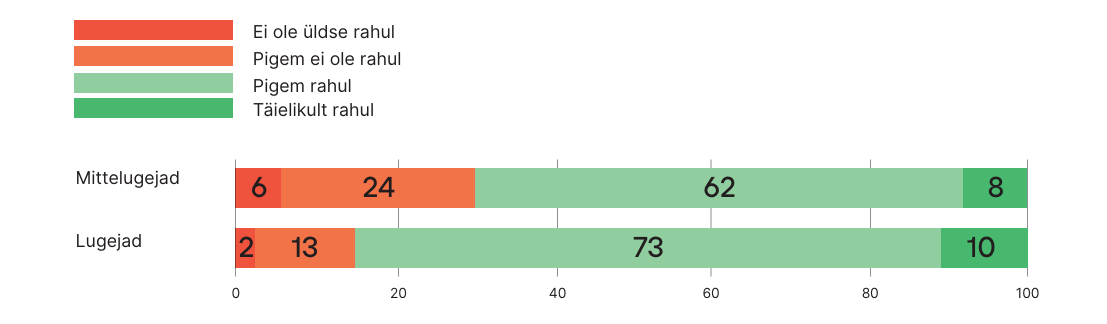 Ei ole üldse rahul
Pigem ei ole rahul
Pigem rahul
Täielikult rahul
Mittelugejad
6 24 62 8
Lugejad
2 13 73 10
0 20 40 60 80 100